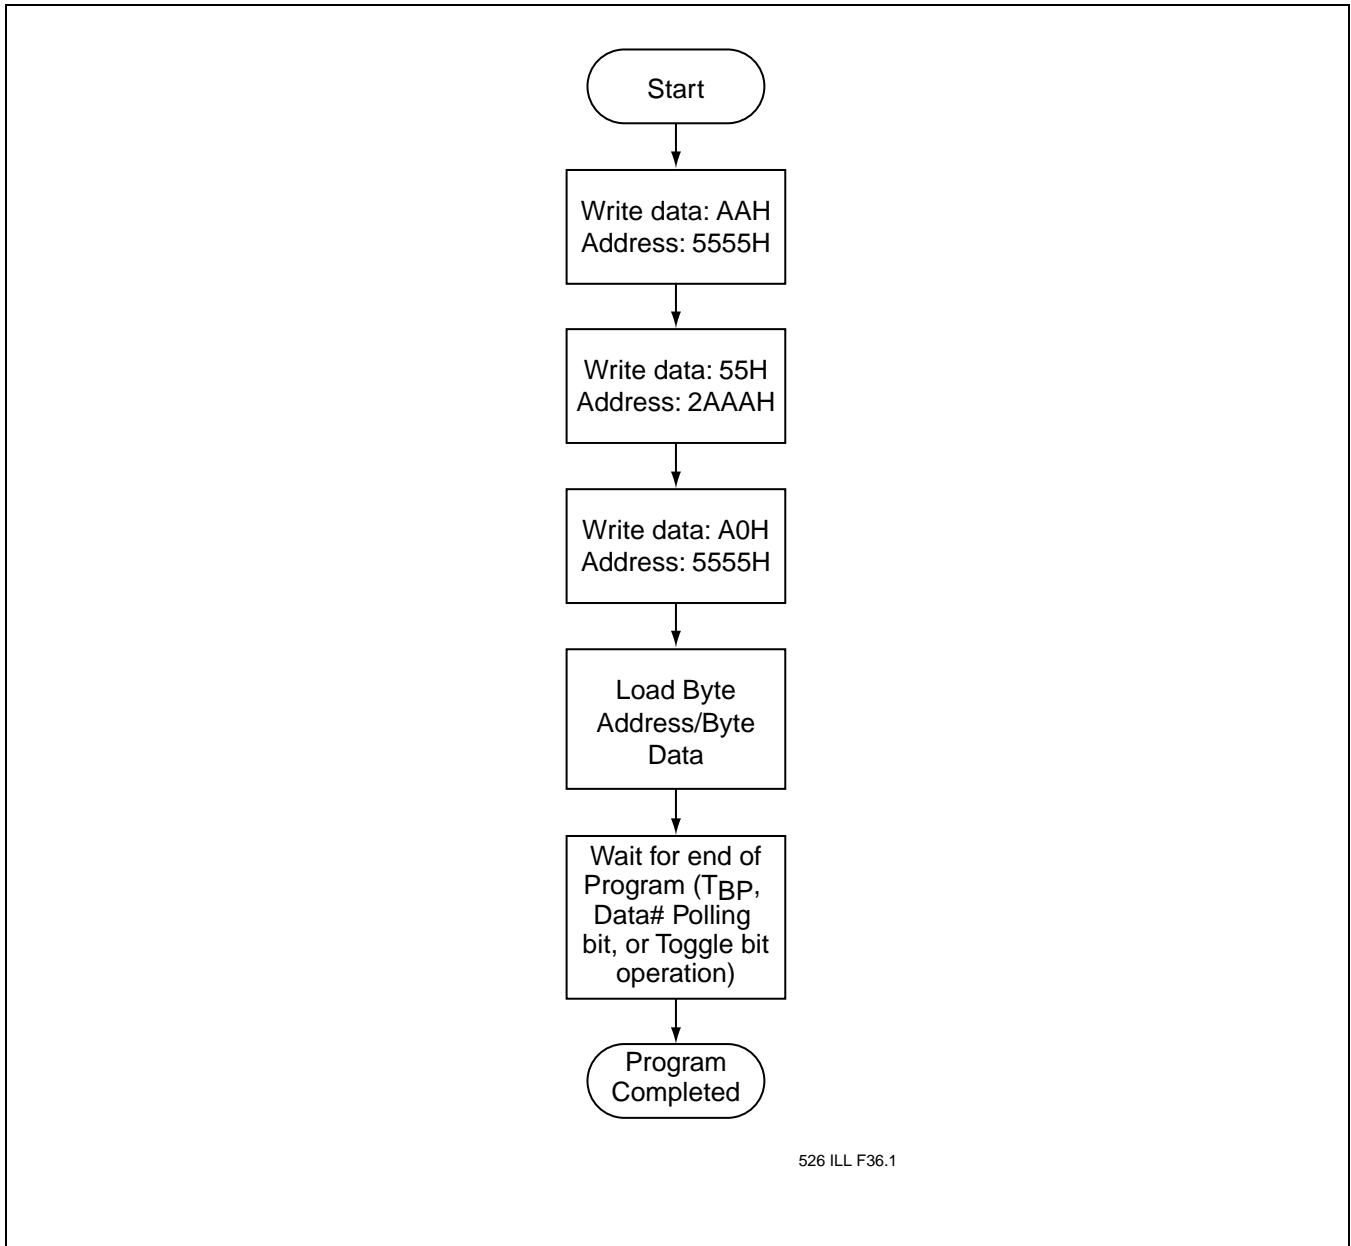 Start
Write data: AAH
Address: 5555H
Write data: 55H
Address: 2AAAH
Write data: A0H
Address: 5555H
Load Byte
Address/Byte
Data
Wait for end of
Program (TBP,
Data# Polling
bit, or Toggle bit
operation)
Program
Completed
526 ILL F36.1